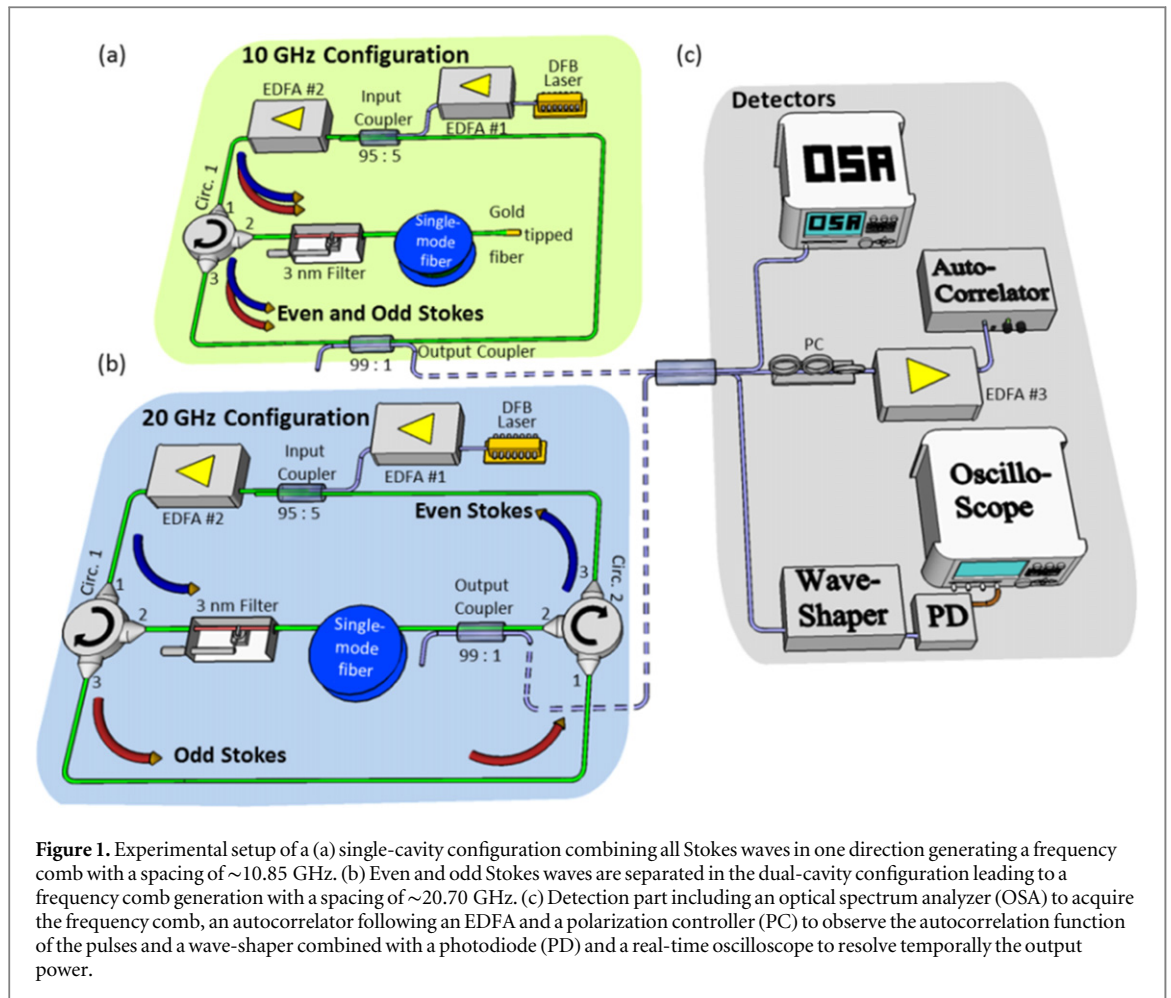 (a)
10 GHz Configuration
EDFA #2
Input
Coupler
95 : 5
EDFA #1
DFB
Laser
Circ. 1
1
2
3
3 nm Filter
Single-
mode
fiber
Gold
tipped
fiber
Even and Odd Stokes
99 : 1
Output Coupler
(b)
20 GHz Configuration
EDFA #2
Input
Coupler
95 : 5
EDFA #1
DFB
Laser
Even Stokes
Circ. 1
1
2
3
3 nm Filter
Single-
mode
fiber
Output
Coupler
99 : 1
Circ. 2
3
2
1
Odd Stokes
(c)
Detectors
OSA
OSA
Auto-
Correlator
PC
EDFA #3
Oscillo-
Scope
Wave-
Shaper
PD
Figure 1. Experimental setup of a (a) single-cavity configuration combining all Stokes waves in one direction generating a frequency
comb with a spacing of ~10.85 GHz. (b) Even and odd Stokes waves are separated in the dual-cavity configuration leading to a
frequency comb generation with a spacing of ~20.70 GHz. (c) Detection part including an optical spectrum analyzer (OSA) to acquire
the frequency comb, an autocorrelator following an EDFA and a polarization controller (PC) to observe the autocorrelation function
of the pulses and a wave-shaper combined with a photodiode (PD) and a real-time oscilloscope to resolve temporally the output
power.